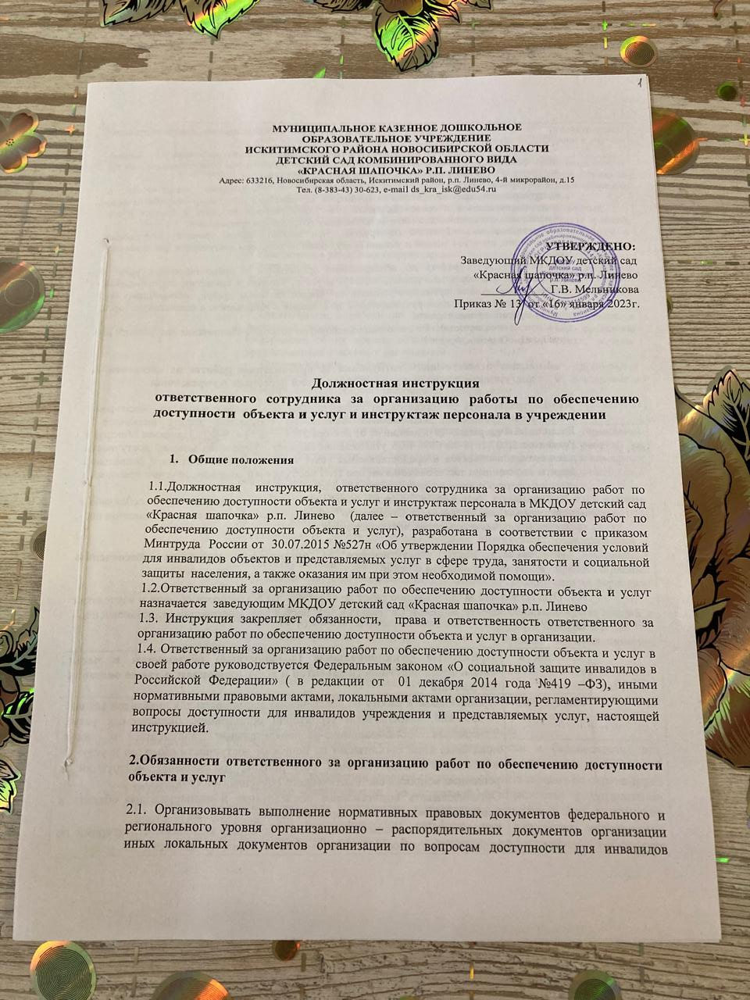 1
МУНИЦИПАЛЬНОЕ КАЗЕННОЕ ДОШКОЛЬНОЕ
ОБРАЗОВАТЕЛЬНОЕ УЧРЕЖДЕНИЕ
ИСКИТИМСКОГО РАЙОНА НОВОСИБИРСКОЙ ОБЛАСТИ
ДЕТСКИЙ САД КОМБИНИРОВАННОГО ВИДА
«КРАСНАЯ ШАПОЧКА» Р.П. ЛИНЕВО
Адрес: 633216, Новосибирская область, Искитимский район, р.п. Линево, 4-й микрорайон, д.15
Тел. (8-383-43) 30-623, e-mail ds_kra_isk@edu54.ru
УТВЕРЖДЕНО:
Заведующий МКДОУ детский сад
«Красная шапочка» р.п. Линево
Г.В. Мельникова
Приказ № 13 от «16» января 2023г.
Должностная инструкция
ответственного сотрудника за организацию работы по обеспечению
доступности объекта и услуг и инструктаж персонала в учреждении
1. Общие положения
1.1.Должностная инструкция, ответственного сотрудника за организацию работ по
обеспечению доступности объекта и услуг и инструктаж персонала в МКДОУ детский сад
«Красная шапочка» р.п. Линево (далее – ответственный за организацию работ по
обеспечению доступности объекта и услуг), разработана в соответствии с приказом
Минтруда России от 30.07.2015 №527н «Об утверждении Порядка обеспечения условий
для инвалидов объектов и представляемых услуг в сфере труда, занятости и социальной
защиты населения, а также оказания им при этом необходимой помощи».
1.2.Ответственный за организацию работ по обеспечению доступности объекта и услуг
назначается заведующим МКДОУ детский сад «Красная шапочка» р.п. Линево
1.3. Инструкция закрепляет обязанности, права и ответственность ответственного за
организацию работ по обеспечению доступности объекта и услуг в организации.
1.4. Ответственный за организацию работ по обеспечению доступности объекта и услуг в
своей работе руководствуется Федеральным законом «О социальной защите инвалидов в
Российской Федерации» ( в редакции от 01 декабря 2014 года №419 –ФЗ), иными
нормативными правовыми актами, локальными актами организации, регламентирующими
вопросы доступности для инвалидов учреждения и представляемых услуг, настоящей
инструкцией.
2.Обязанности ответственного за организацию работ по обеспечению доступности
объекта и услуг
2.1. Организовывать выполнение нормативных правовых документов федерального и
регионального уровня организационно – распорядительных документов организации
иных локальных документов организации по вопросам доступности для инвалидов